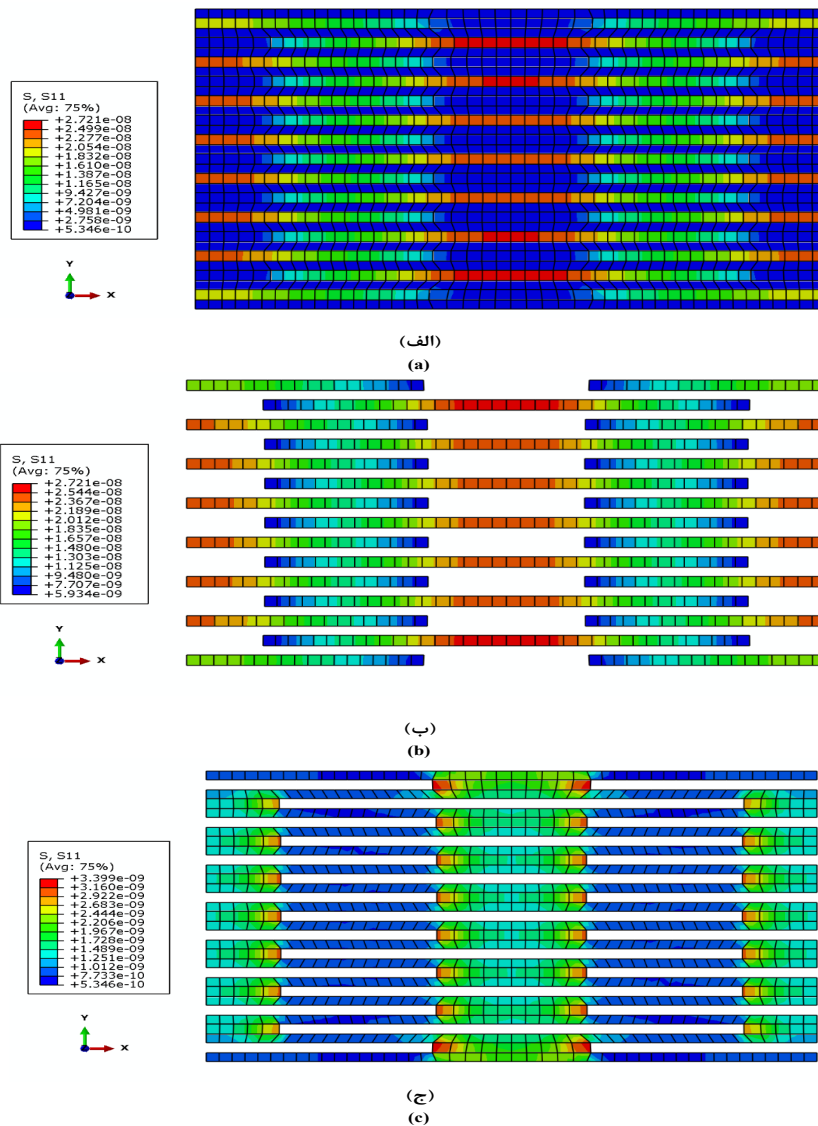 S, S11
(Avg: 75%)
+2.721e-08
+2.499e-08
+2.277e-08
+2.054e-08
+1.832e-08
+1.610e-08
+1.387e-08
+1.165e-08
+9.427e-09
+7.204e-09
+4.981e-09
+2.758e-09
+5.346e-10
Y
X
(الف)
(a)
S, S11
(Avg: 75%)
+2.721e-08
+2.544e-08
+2.367e-08
+2.189e-08
+2.012e-08
+1.835e-08
+1.657e-08
+1.480e-08
+1.303e-08
+1.125e-08
+9.480e-09
+7.707e-09
+5.934e-09
Y
X
(ب)
(b)
S, S11
(Avg: 75%)
+3.399e-09
+3.160e-09
+2.922e-09
+2.683e-09
+2.444e-09
+2.206e-09
+1.967e-09
+1.728e-09
+1.489e-09
+1.251e-09
+1.012e-09
+7.733e-10
+5.346e-10
Y
X
(ج)
(c)